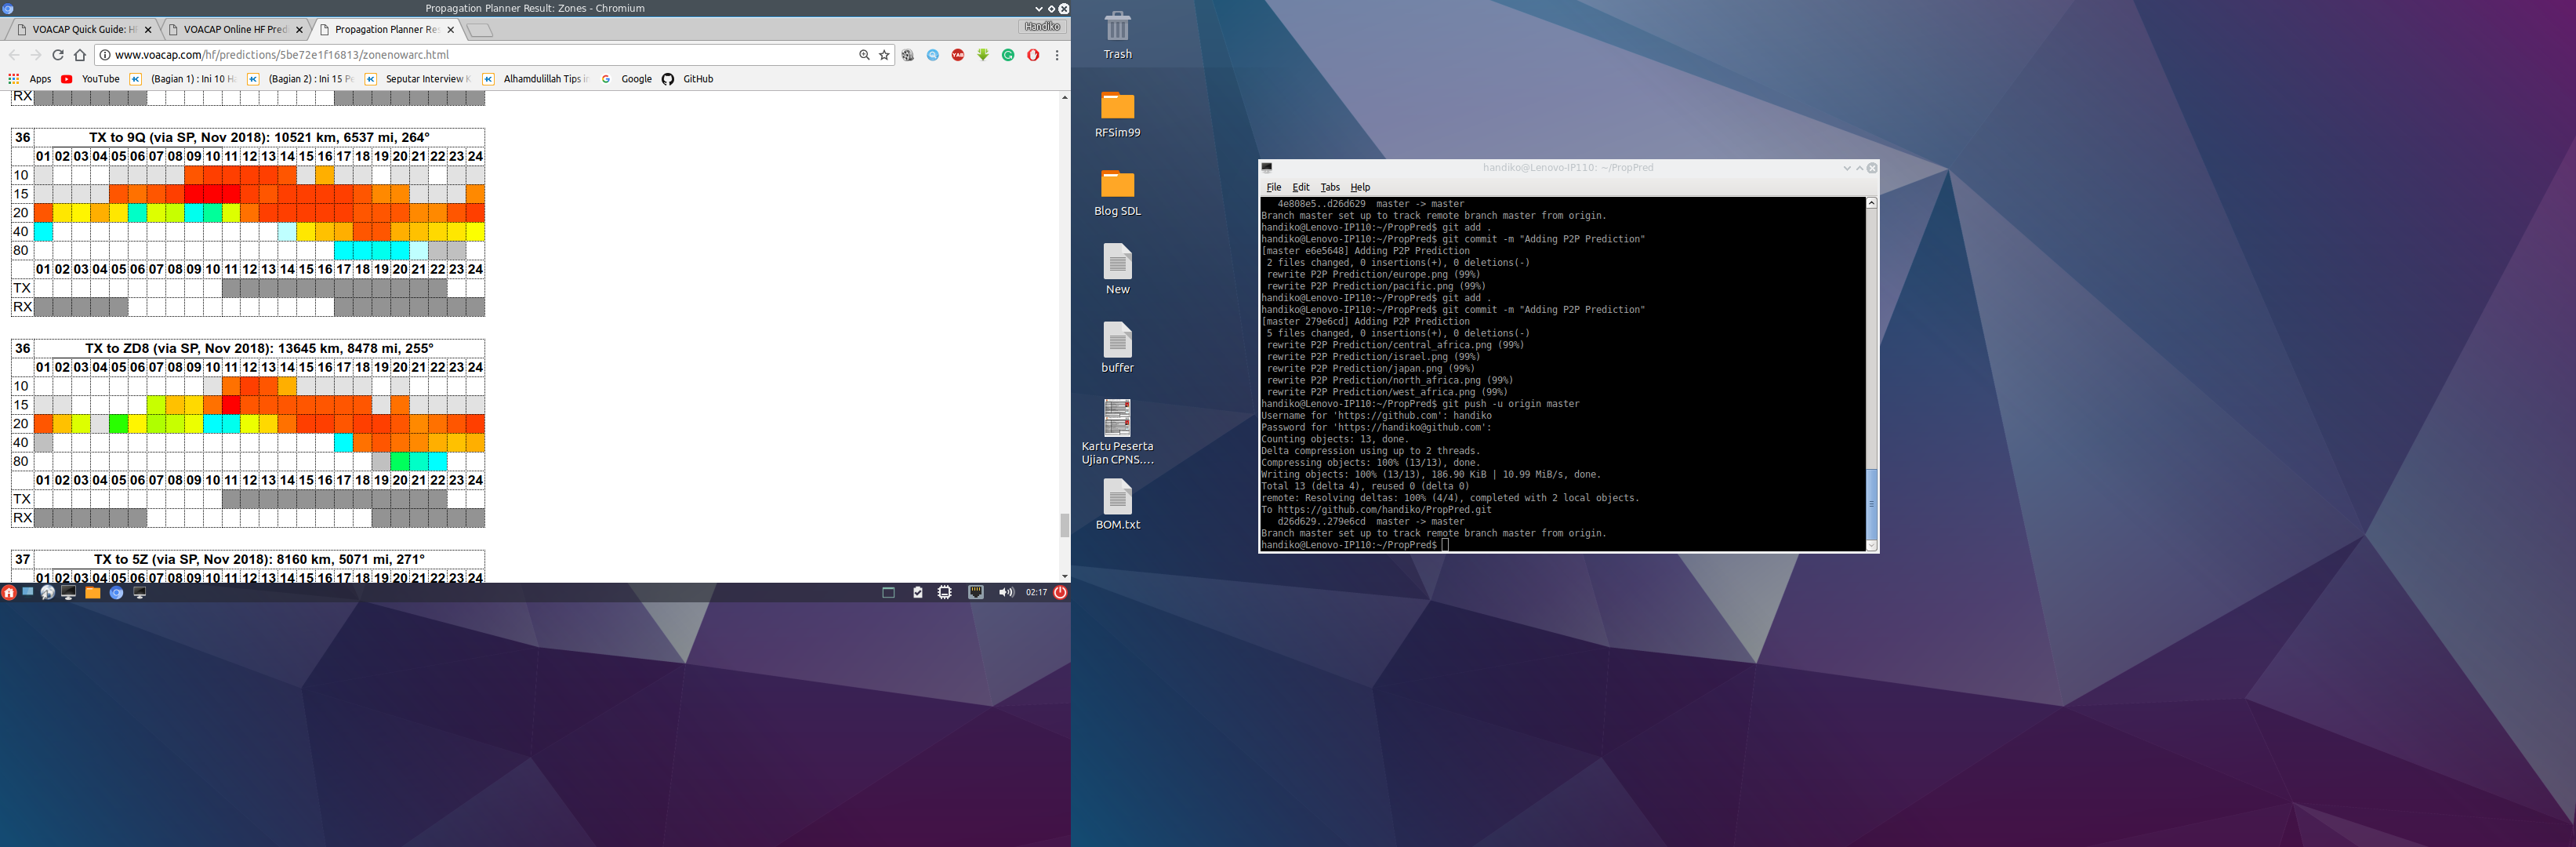 Propagation Planner Result: Zones - Chromium
VOACAP Quick Guide: H
VOACAP Online HF Pred
Propagation Planner Re
Handiko
www.voacap.com/hf/predictions/5be72e1f16813/zonenowarc.html
Apps
YouTube
(Bagian 1) : Ini 10 H
(Bagian 2) : Ini 15 P
Seputar Interview K
Alhamdulillah Tips i
Google
GitHub
RX
36 TX to 9Q (via SP, Nov 2018): 10521 km, 6537 mi, 264°
01 02 03 04 05 06 07 08 09 10 11 12 13 14 15 16 17 18 19 20 21 22 23 24
10
15
20
40
80
01 02 03 04 05 06 07 08 09 10 11 12 13 14 15 16 17 18 19 20 21 22 23 24
TX
RX
36 TX to ZD8 (via SP, Nov 2018): 13645 km, 8478 mi, 255°
01 02 03 04 05 06 07 08 09 10 11 12 13 14 15 16 17 18 19 20 21 22 23 24
10
15
20
40
80
01 02 03 04 05 06 07 08 09 10 11 12 13 14 15 16 17 18 19 20 21 22 23 24
TX
RX
37 TX to 5Z (via SP, Nov 2018): 8160 km, 5071 mi, 271°
01 02 03 04 05 06 07 08 09 10 11 12 13 14 15 16 17 18 19 20 21 22 23 24
02:17
Trash
RFSim99
Blog SDL
New
buffer
Kartu Peserta
Ujian CPNS....
BOM.txt
handiko@Lenovo-IP110: ~/PropPred
File Edit Tabs Help
4e808e5..d26d629  master -> master
Branch master set up to track remote branch master from origin.
handiko@Lenovo-IP110:~/PropPred$ git add .
handiko@Lenovo-IP110:~/PropPred$ git commit -m "Adding P2P Prediction"
[master e6e5648] Adding P2P Prediction
2 files changed, 0 insertions(+), 0 deletions(-)
rewrite P2P Prediction/europe.png (99%)
rewrite P2P Prediction/pacific.png (99%)
handiko@Lenovo-IP110:~/PropPred$ git add .
handiko@Lenovo-IP110:~/PropPred$ git commit -m "Adding P2P Prediction"
[master 279e6cd] Adding P2P Prediction
5 files changed, 0 insertions(+), 0 deletions(-)
rewrite P2P Prediction/central_africa.png (99%)
rewrite P2P Prediction/israel.png (99%)
rewrite P2P Prediction/japan.png (99%)
rewrite P2P Prediction/north_africa.png (99%)
rewrite P2P Prediction/west_africa.png (99%)
handiko@Lenovo-IP110:~/PropPred$ git push -u origin master
Username for 'https://github.com': handiko
Password for 'https://handiko@github.com':
Counting objects: 13, done.
Delta compression using up to 2 threads.
Compressing objects: 100% (13/13), done.
Writing objects: 100% (13/13), 186.90 KiB | 10.99 MiB/s, done.
Total 13 (delta 4), reused 0 (delta 0)
remote: Resolving deltas: 100% (4/4), completed with 2 local objects.
To https://github.com/handiko/PropPred.git
d26d629..279e6cd  master -> master
Branch master set up to track remote branch master from origin.
handiko@Lenovo-IP110:~/PropPred$